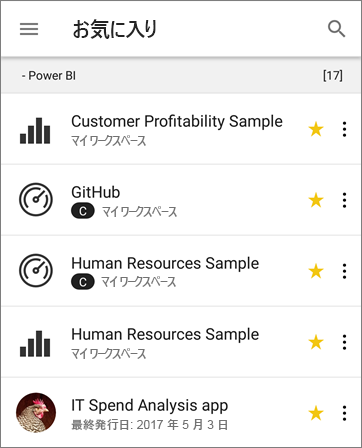 お気に入り
- Power BI [17]
Customer Profitability Sample
マイワークスペース
GitHub
C マイワークスペース
Human Resources Sample
C マイワークスペース
Human Resources Sample
マイワークスペース
IT Spend Analysis app
最終発行日: 2017 年 5 月 3 日